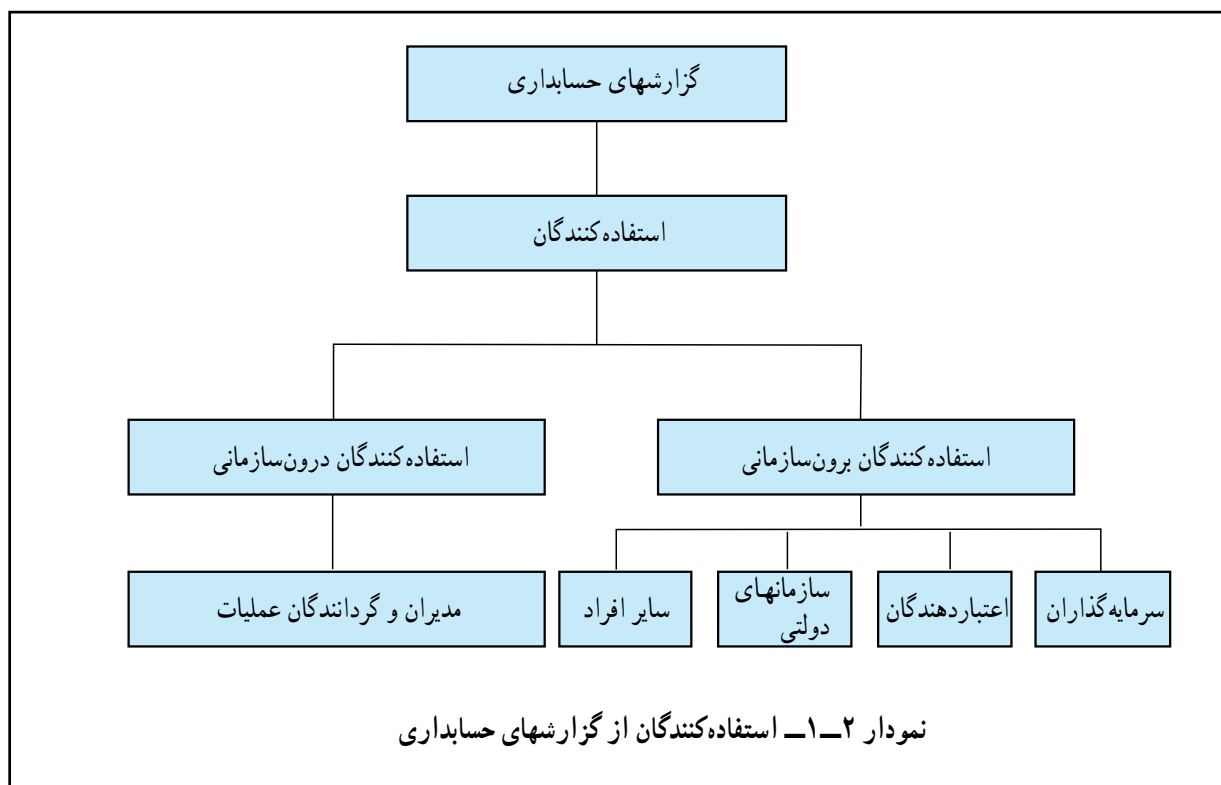 گزارشهای حسابداری
استفاده‌کنندگان
استفاده‌کنندگان برون‌سازمانی
استفاده‌کنندگان درون‌سازمانی
سرمایه‌گذاران
اعتباردهندگان
سازمانهای
دولتی
سایر افراد
مدیران و گردانندگان عملیات
نمودار ۲ــ۱ــ استفاده‌کنندگان از گزارشهای حسابداری